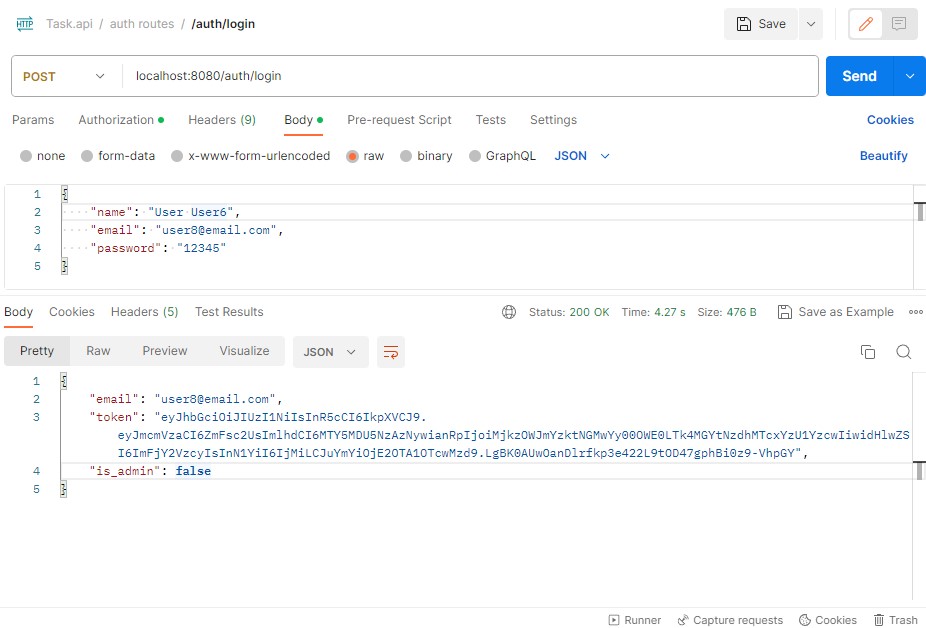 HTTP Task.api / auth routes / /auth/login Save
POST localhost:8080/auth/login Send
Params Authorization Headers (9) Body Pre-request Script Tests Settings Cookies
none form-data x-www-form-urlencoded raw binary GraphQL JSON Beautify
1 {
2 "name": "User User6",
3 "email": "user8@email.com",
4 "password": "12345"
5 }
Body Cookies Headers (5) Test Results Status: 200 OK Time: 4.27 s Size: 476 B Save as Example
Pretty Raw Preview Visualize JSON
1 {
2 "email": "user8@email.com",
3 "token": "eyJhbGciOiJIUzI1NiIsInR5cCI6IkpXVCJ9.
eyJmcmVzaCI6ZmFsc2UsImlhdCI6MTY5MDU5NzAzNywianRpIjoiMjkzOWJmYzktNGMwYy00OWE0LTk4MGYtNzdhMTcxYzU1YzcwIiwidHlwZS
I6ImFjY2VzcyIsInN1YiI6IjMiLCJuYmYiOjE2OTA1OTcwMzd9.LgBK0AUwOanDlrfkp3e422L9tOD47gphBi0z9-VhpGY",
4 "is_admin": false
5 }
Runner Capture requests Cookies Trash